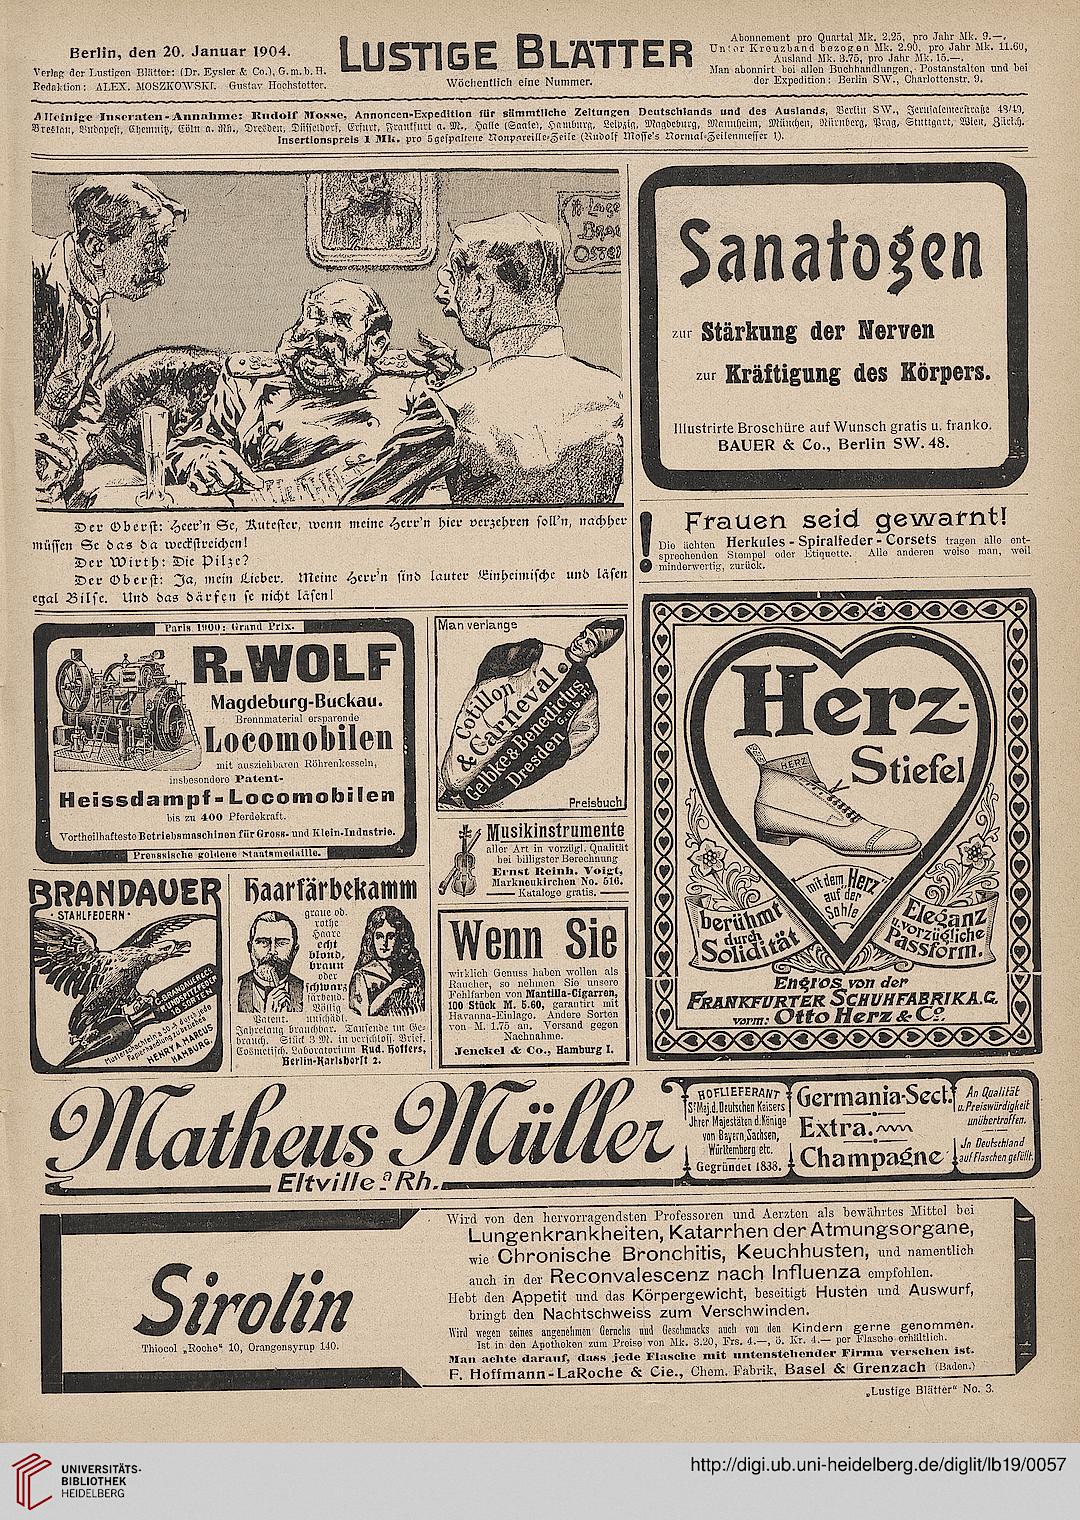 Berlin, den 20. Januar 1904.
Verlag der Lustigen Blätter: (Dr. Eysler & Co.), G. m. b. H.
Redaktion: ALEX. MOSZKOWSKI. Gustav Hochstetter.
LUSTIGE BLÄTTER
Wöchentlich eine Nummer.
Abonnement pro Quartal Mk. 2.25, pro Jahr Mk. 9.—,
Unter Kreuzband bezogen Mk. 2.90, pro Jahr Mk. 11.60,
Ausland Mk. 3.75, pro Jahr Mk. 15.—.
Man abonnirt bei allen Buchhandlungen, Postanstalten und bei
der Expedition: Berlin SW., Charlottenstr. 9.
Alleinige Inseraten-Annahme: Rudolf Mosse, Annoncen-Expedition für sämmtliche Zeitungen Deutschlands und des Auslands, Berlin SW., Jerusalemerstraße 48/49,
Breslau, Budapest, Chemnitz, Cöln a. Rh., Dresden, Düsseldorf, Erfurt, Frankfurt a. M., Halle (Saale), Hamburg, Leipzig, Magdeburg, Mannheim, München, Nürnberg, Prag, Stuttgart, Wien, Zürich.
Insertionspreis 1 Mk. pro 5gespaltene Nonpareille-Zeile (Rudolf Mosse's Normal-Zeilenmesser 1).
Der Oberst: Heer'n Se, Kutester, wenn meine Herr'n hier verzehren soll'n, nachher
müssen Se das da weckstreichen!
Der Wirth: Die Pilze?
Der Oberst: Ja, mein Lieber. Meine Herr'n sind lauter Einheimische und läsen
egal Bilse. Und das därfen se nicht läsen!
Sanatogen
zur Stärkung der Nerven
zur Kräftigung des Körpers.
Illustrirte Broschüre auf Wunsch gratis u. franko.
BAUER & Co., Berlin SW. 48.
! Frauen seid gewarnt!
Die ächten Herkules-Spiralfeder-Corsets tragen alle ent-
sprechenden Stempel oder Etiquette. Alle anderen weise man, weil
minderwertig, zurück.
Paris 1900: Grand Prix.
R. WOLF
Magdeburg-Buckau.
Brennmaterial ersparende
Locomobilen
mit ausziehbaren Röhrenkesseln,
insbesondere Patent-
Heissdampf-Locomobilen
bis zu 400 Pferdekraft.
Vortheilhafteste Betriebsmaschinen für Gross- und Klein-Industrie.
Preussische goldene Staatsmedaille.
Man verlange
Cotillon
& Carneval
Gelbke & Benedictus
G.m.b.H.
Dresden
Preisbuch
Musikinstrumente
aller Art in vorzügl. Qualität
bei billigster Berechnung
Ernst Reinh. Voigt,
Markneukirchen No. 516.
Kataloge gratis.
Herz-
Stiefel
HERZ
mit dem „Herz“
auf der
Sohle
berühmt
durch
Solidität
Eleganz
u. vorzügliche
Passform.
Engros von der
FRANKFURTER SCHUHFABRIK A.G.
vorm: Otto Herz & Co.
BRANDAUER
· STAHLFEDERN ·
C. BRANDAUER & Co.
RUNDSPITZFEDER
HENRY A MARCUS
HAMBURG.
Haarfärbekamm
graue od.
rothe
Haare
echt
blond,
braun
oder
schwarz
färbend.
Völlig
unschädl.
Patent.
Jahrelang brauchbar. Tausende im Ge-
brauch. Stück 3 M. in verschloss. Brief.
Cosmetisch. Laboratorium Rud. Hoffers,
Berlin-Karlshorst 2.
Wenn Sie
wirklich Genuss haben wollen als
Raucher, so nehmen Sie unsere
Fehlfarben von Mantilla-Cigarren,
100 Stück M. 5.60, garantirt mit
Havanna-Einlage. Andere Sorten
von M. 1.75 an. Versand gegen
Nachnahme.
Jenckel & Co., Hamburg I.
Matheus Müller
Eltville a Rh.
HOFLIEFERANT
Sr Maj. d. Deutschen Kaisers
Jhrer Majestäten d. Könige
von Bayern, Sachsen,
Württemberg etc.
Gegründet 1838.
Germania-Sect.
Extra.
Champagne
An Qualität
u. Preiswürdigkeit
unübertroffen.
Jn Deutschland
auf Flaschen gefüllt.
Sirolin
Thiocol „Roche“ 10, Orangensyrup 140.
Wird von den hervorragendsten Professoren und Aerzten als bewährtes Mittel bei
Lungenkrankheiten, Katarrhen der Atmungsorgane,
wie Chronische Bronchitis, Keuchhusten, und namentlich
auch in der Reconvalescenz nach Influenza empfohlen.
Hebt den Appetit und das Körpergewicht, beseitigt Husten und Auswurf,
bringt den Nachtschweiss zum Verschwinden.
Wird wegen seines angenehmen Geruchs und Geschmacks auch von den Kindern gerne genommen.
Ist in den Apotheken zum Preise von Mk. 3.20, Frs. 4.—, ö. Kr. 4.— per Flasche erhältlich.
Man achte darauf, dass jede Flasche mit untenstehender Firma versehen ist.
F. Hoffmann-LaRoche & Cie., Chem. Fabrik, Basel & Grenzach (Baden.)
„Lustige Blätter“ No. 3.
UNIVERSITÄTS-
BIBLIOTHEK
HEIDELBERG
http://digi.ub.uni-heidelberg.de/diglit/lb19/0057